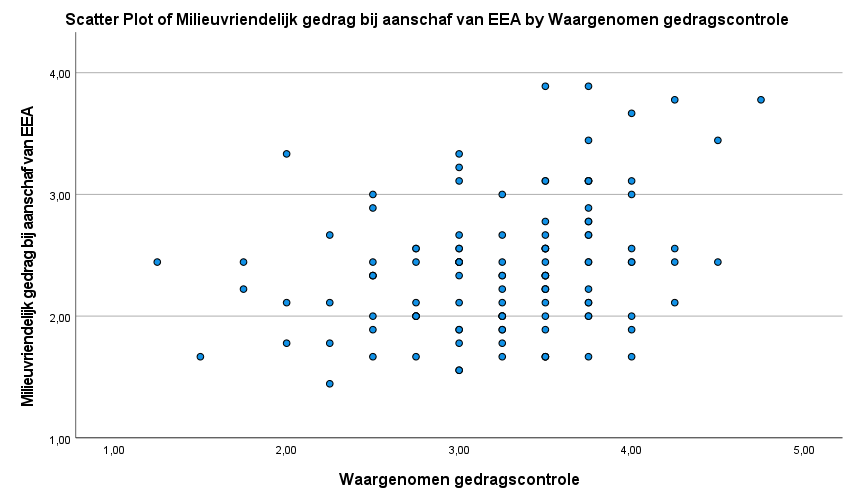 Scatter Plot of Milieuvriendelijk gedrag bij aanschaf van EEA by Waargenomen gedragscontrole
Milieuvriendelijk gedrag bij aanschaf van EEA
4,00
3,00
2,00
1,00
1,00 2,00 3,00 4,00 5,00
Waargenomen gedragscontrole